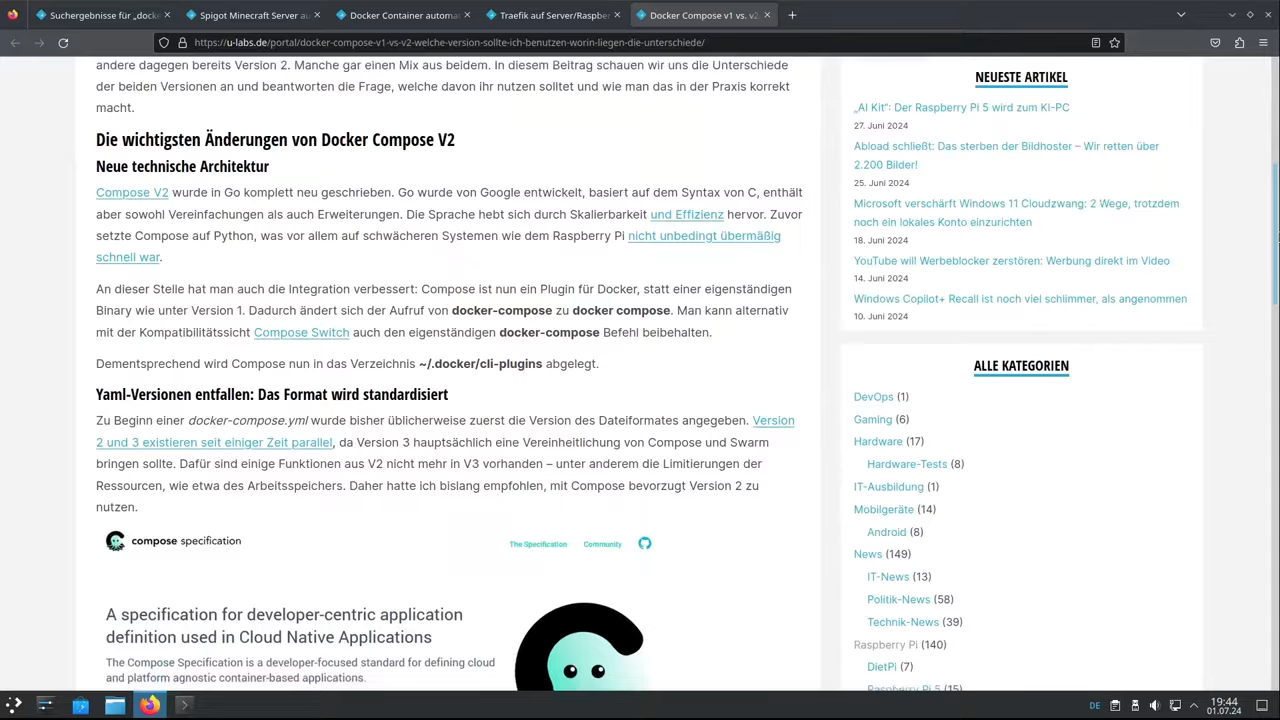 Suchergebnisse für „docke
Spigot Minecraft Server au
Docker Container automat
Traefik auf Server/Raspber
Docker Compose v1 vs. v2
https://u-labs.de/portal/docker-compose-v1-vs-v2-welche-version-sollte-ich-benutzen-worin-liegen-die-unterschiede/
andere dagegen bereits Version 2. Manche gar einen Mix aus beidem. In diesem Beitrag schauen wir uns die Unterschiede
der beiden Versionen an und beantworten die Frage, welche davon ihr nutzen solltet und wie man das in der Praxis korrekt
macht.
Die wichtigsten Änderungen von Docker Compose V2
Neue technische Architektur
Compose V2 wurde in Go komplett neu geschrieben. Go wurde von Google entwickelt, basiert auf dem Syntax von C, enthält
aber sowohl Vereinfachungen als auch Erweiterungen. Die Sprache hebt sich durch Skalierbarkeit und Effizienz hervor. Zuvor
setzte Compose auf Python, was vor allem auf schwächeren Systemen wie dem Raspberry Pi nicht unbedingt übermäßig
schnell war.
An dieser Stelle hat man auch die Integration verbessert: Compose ist nun ein Plugin für Docker, statt einer eigenständigen
Binary wie unter Version 1. Dadurch ändert sich der Aufruf von docker-compose zu docker compose. Man kann alternativ
mit der Kompatibilitätssicht Compose Switch auch den eigenständigen docker-compose Befehl beibehalten.
Dementsprechend wird Compose nun in das Verzeichnis ~/.docker/cli-plugins abgelegt.
Yaml-Versionen entfallen: Das Format wird standardisiert
Zu Beginn einer docker-compose.yml wurde bisher üblicherweise zuerst die Version des Dateiformates angegeben. Version
2 und 3 existieren seit einiger Zeit parallel, da Version 3 hauptsächlich eine Vereinheitlichung von Compose und Swarm
bringen sollte. Dafür sind einige Funktionen aus V2 nicht mehr in V3 vorhanden – unter anderem die Limitierungen der
Ressourcen, wie etwa des Arbeitsspeichers. Daher hatte ich bislang empfohlen, mit Compose bevorzugt Version 2 zu
nutzen.
compose specification
The Specification
Community
A specification for developer-centric application
definition used in Cloud Native Applications
The Compose Specification is a developer-focused standard for defining cloud
and platform agnostic container-based applications.
NEUESTE ARTIKEL
„AI Kit“: Der Raspberry Pi 5 wird zum KI-PC
27. Juni 2024
Abload schließt: Das sterben der Bildhoster – Wir retten über
2.200 Bilder!
25. Juni 2024
Microsoft verschärft Windows 11 Cloudzwang: 2 Wege, trotzdem
noch ein lokales Konto einzurichten
18. Juni 2024
YouTube will Werbeblocker zerstören: Werbung direkt im Video
14. Juni 2024
Windows Copilot+ Recall ist noch viel schlimmer, als angenommen
10. Juni 2024
ALLE KATEGORIEN
DevOps (1)
Gaming (6)
Hardware (17)
Hardware-Tests (8)
IT-Ausbildung (1)
Mobilgeräte (14)
Android (8)
News (149)
IT-News (13)
Politik-News (58)
Technik-News (39)
Raspberry Pi (140)
DietPi (7)
Raspberry Pi 5 (15)
DE
19:44
01.07.24